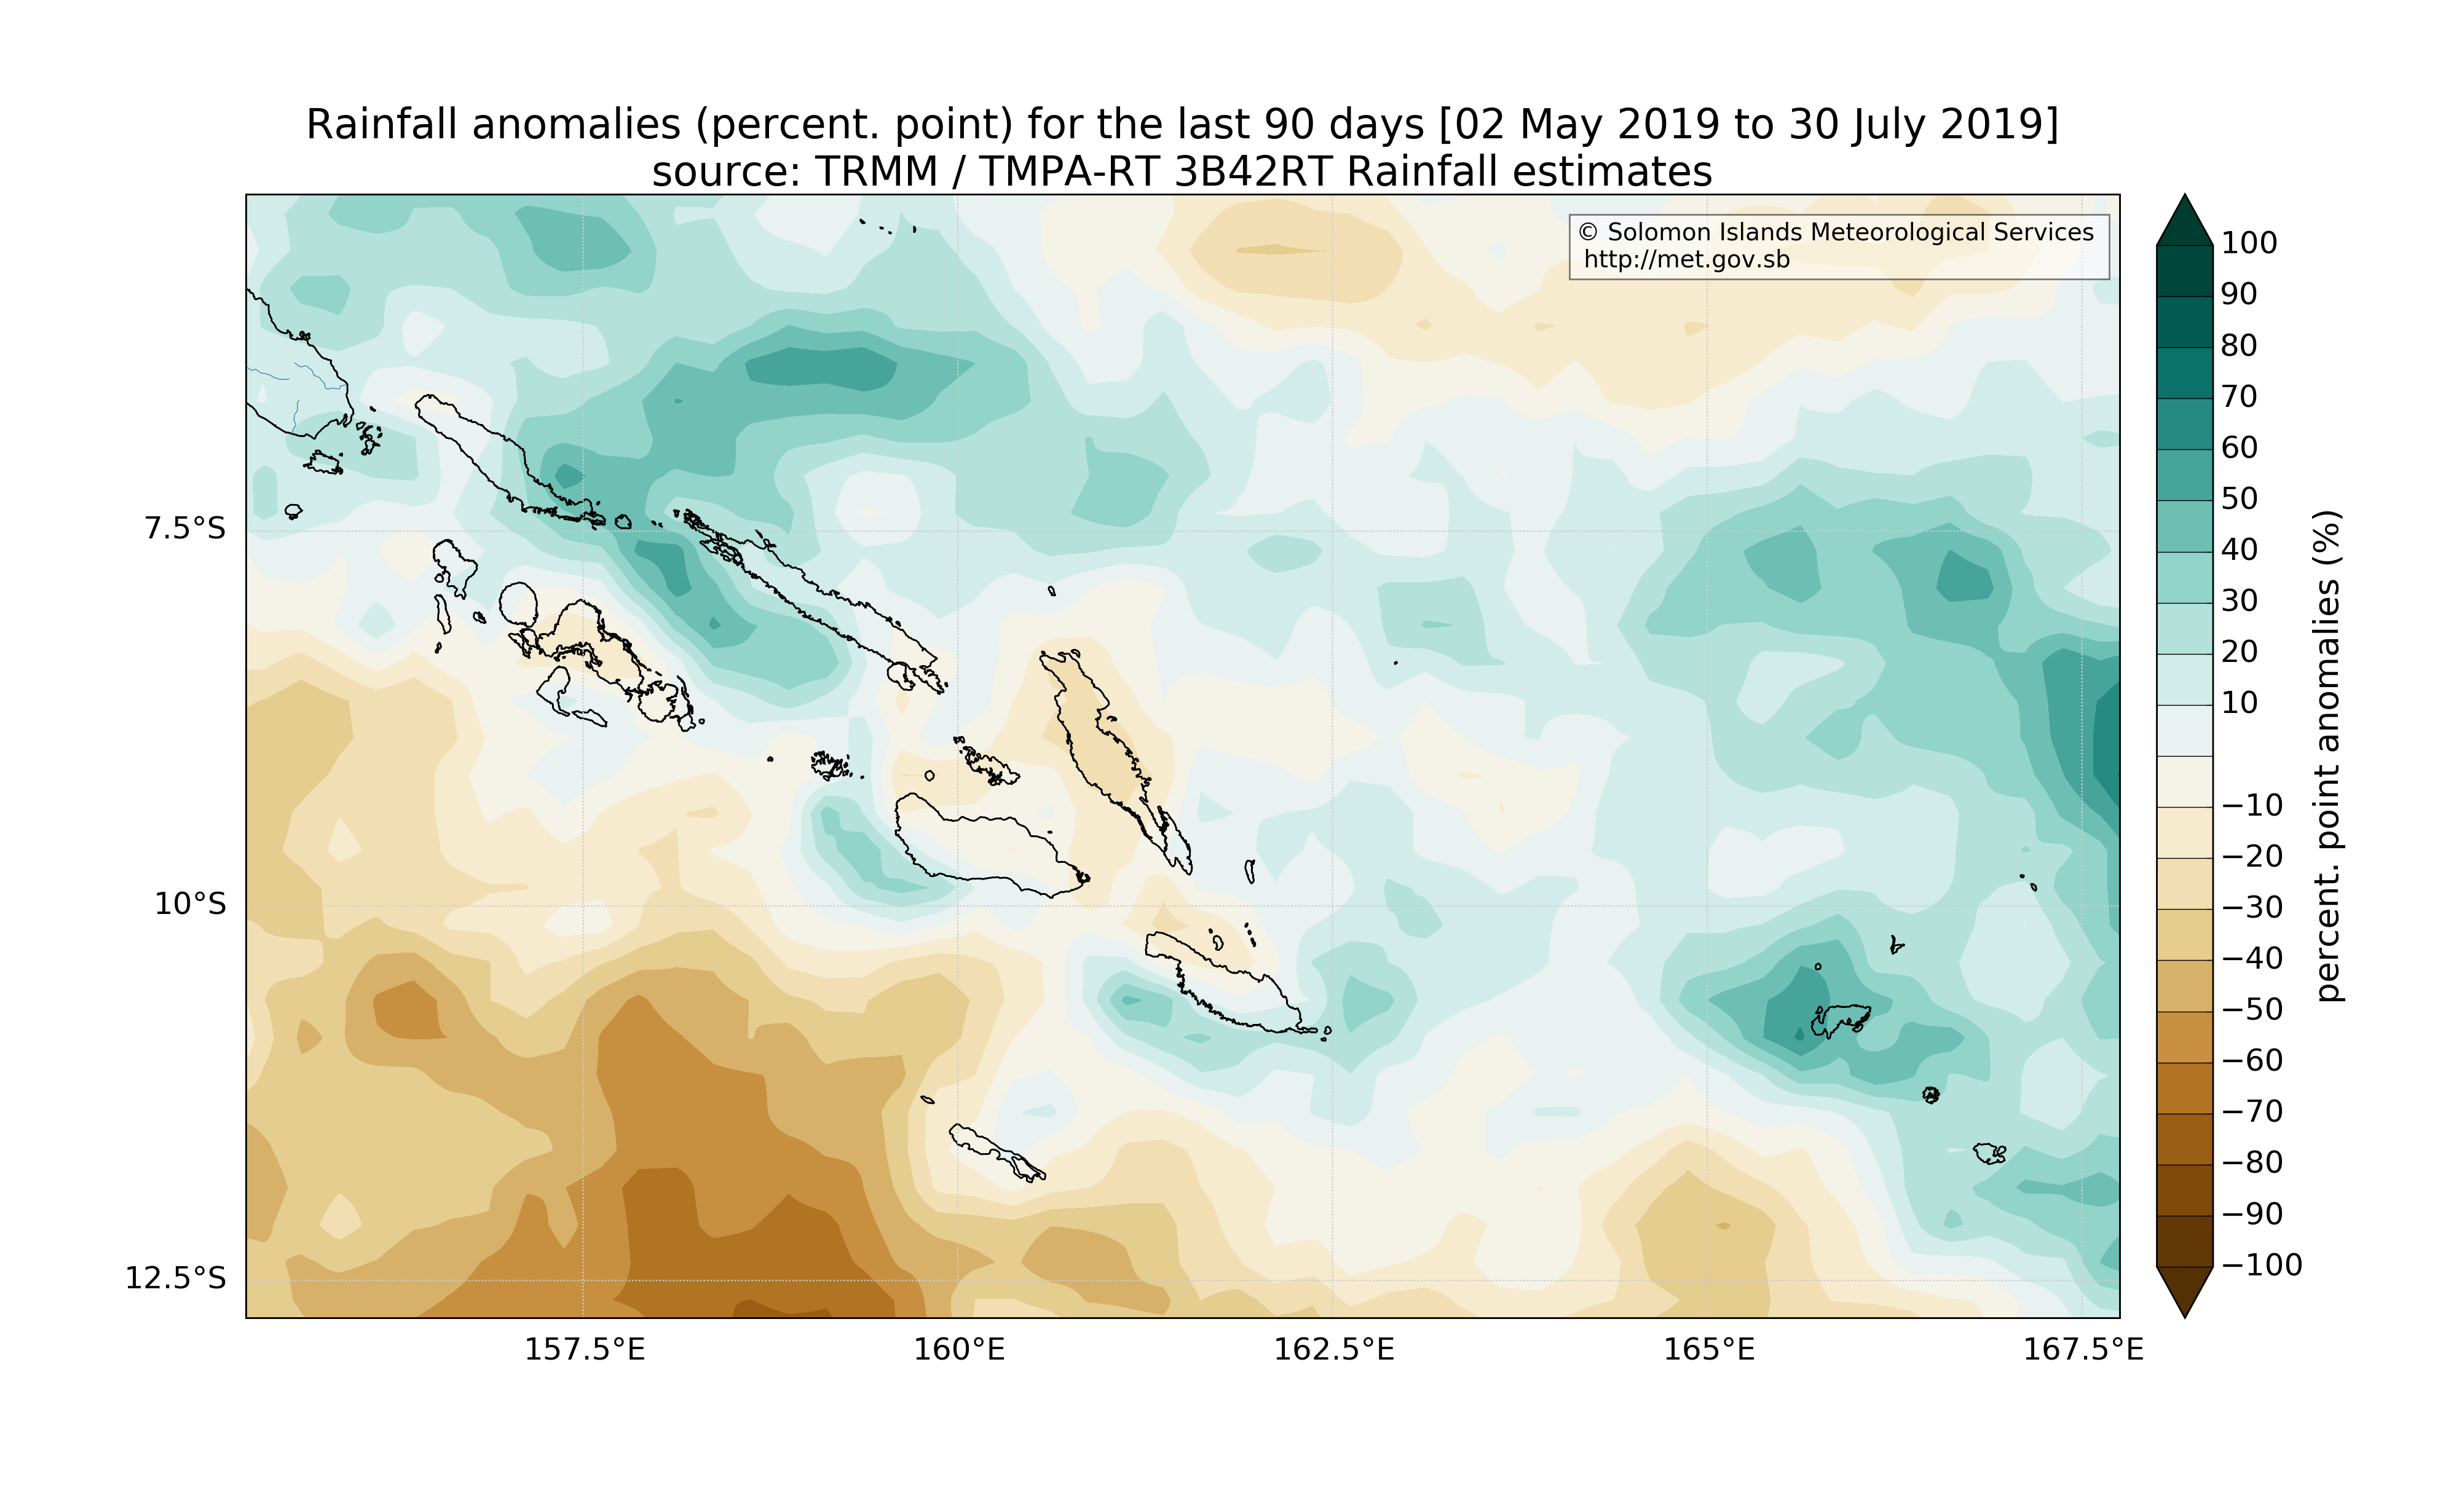 Rainfall anomalies (percent. point) for the last 90 days [02 May 2019 to 30 July 2019]
source: TRMM / TMPA-RT 3B42RT Rainfall estimates
© Solomon Islands Meteorological Services
http://met.gov.sb
7.5°S
10°S
12.5°S
157.5°E
160°E
162.5°E
165°E
167.5°E
100
90
80
70
60
50
40
30
20
10
−10
−20
−30
−40
−50
−60
−70
−80
−90
−100
percent. point anomalies (%)